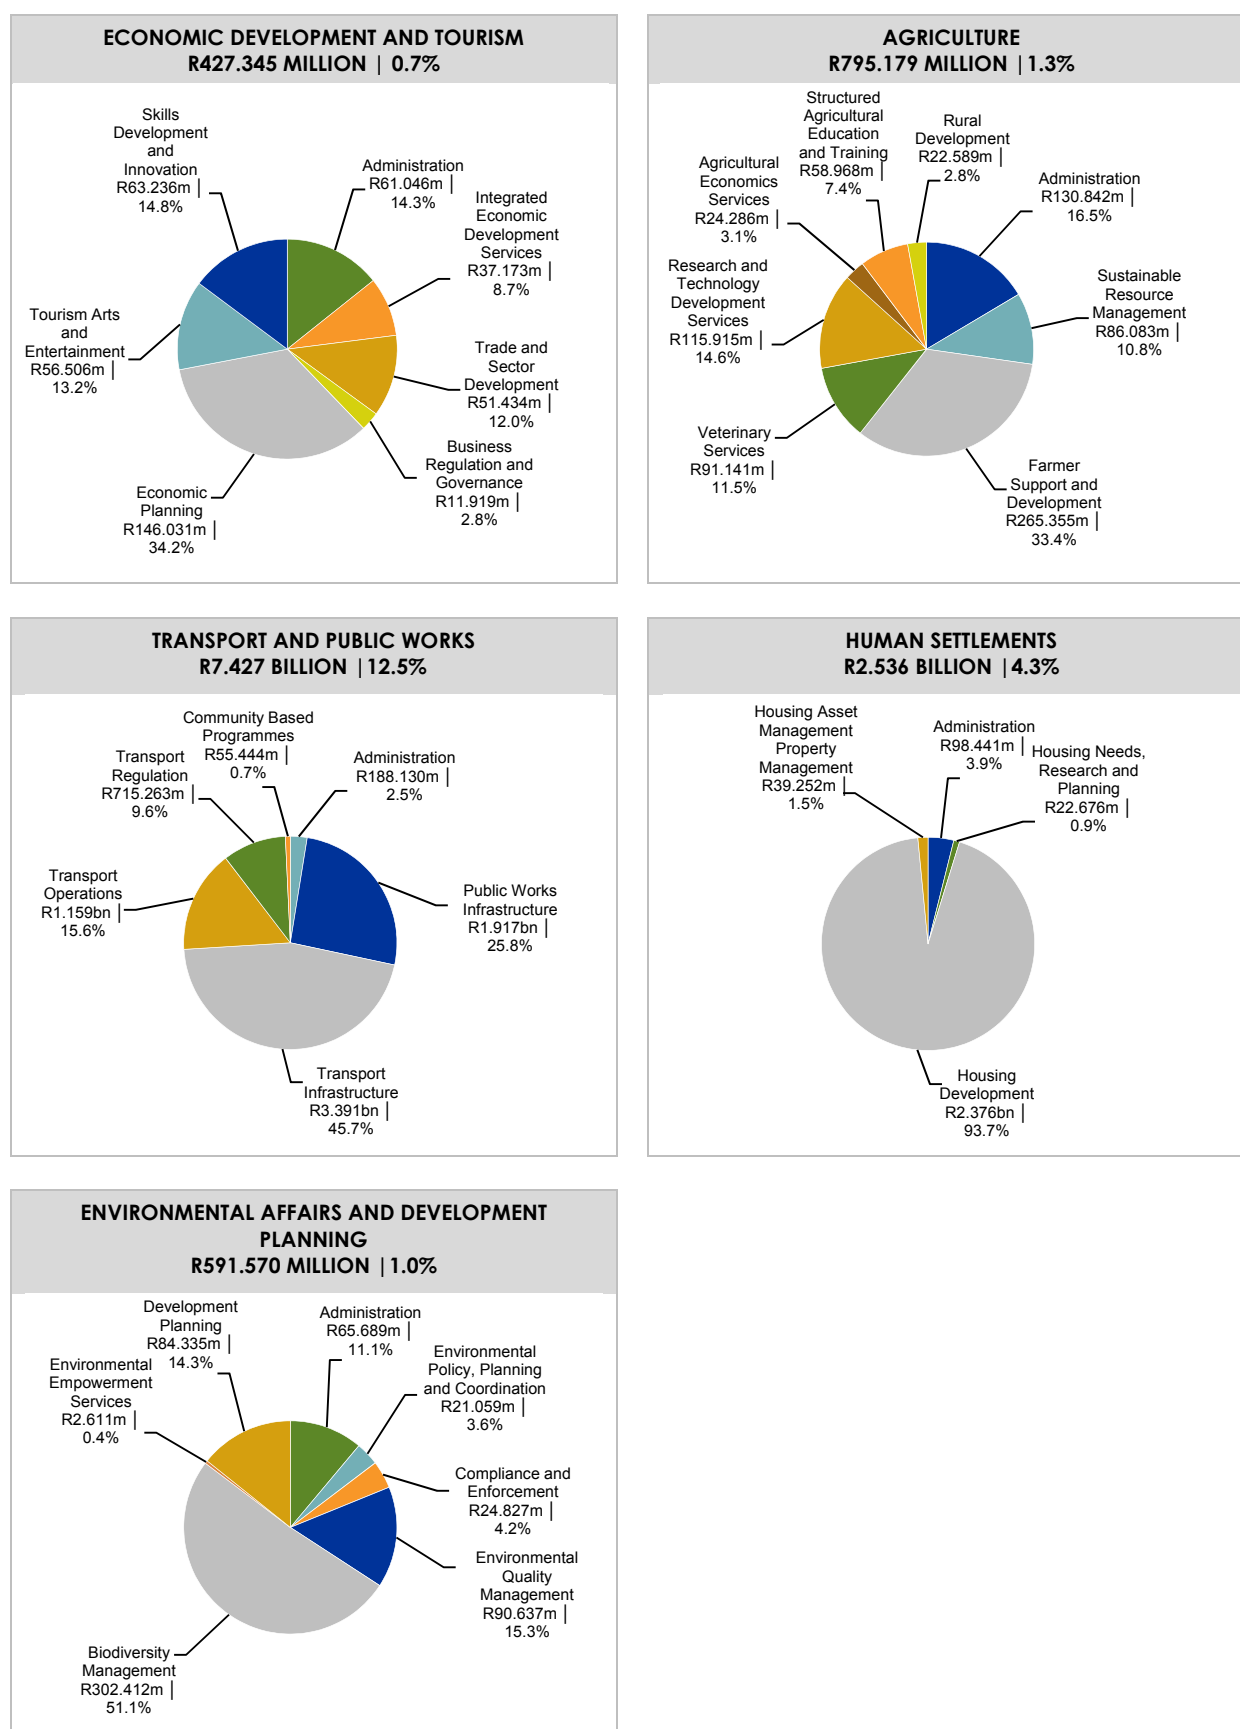 ECONOMIC DEVELOPMENT AND TOURISM
R427.345 MILLION | 0.7%
Skills
Development
and
Innovation
R63.236m |
14.8%
Administration
R61.046m |
14.3%
Integrated
Economic
Development
Services
R37.173m |
8.7%
Trade and
Sector
Development
R51.434m |
12.0%
Business
Regulation and
Governance
R11.919m |
2.8%
Economic
Planning
R146.031m |
34.2%
Tourism Arts
and
Entertainment
R56.506m |
13.2%
AGRICULTURE
R795.179 MILLION |1.3%
Structured
Agricultural
Education
and Training
R58.968m |
7.4%
Rural
Development
R22.589m |
2.8%
Administration
R130.842m |
16.5%
Sustainable
Resource
Management
R86.083m |
10.8%
Farmer
Support and
Development
R265.355m |
33.4%
Veterinary
Services
R91.141m |
11.5%
Research and
Technology
Development
Services
R115.915m |
14.6%
Agricultural
Economics
Services
R24.286m |
3.1%
TRANSPORT AND PUBLIC WORKS
R7.427 BILLION |12.5%
Community Based
Programmes
R55.444m |
0.7%
Administration
R188.130m |
2.5%
Public Works
Infrastructure
R1.917bn |
25.8%
Transport
Infrastructure
R3.391bn |
45.7%
Transport
Operations
R1.159bn |
15.6%
Transport
Regulation
R715.263m |
9.6%
HUMAN SETTLEMENTS
R2.536 BILLION |4.3%
Housing Asset
Management
Property
Management
R39.252m |
1.5%
Administration
R98.441m |
3.9%
Housing Needs,
Research and
Planning
R22.676m |
0.9%
Housing
Development
R2.376bn |
93.7%
ENVIRONMENTAL AFFAIRS AND DEVELOPMENT
PLANNING
R591.570 MILLION |1.0%
Development
Planning
R84.335m |
14.3%
Administration
R65.689m |
11.1%
Environmental
Policy, Planning
and Coordination
R21.059m |
3.6%
Compliance and
Enforcement
R24.827m |
4.2%
Environmental
Quality
Management
R90.637m |
15.3%
Biodiversity
Management
R302.412m |
51.1%
Environmental
Empowerment
Services
R2.611m |
0.4%